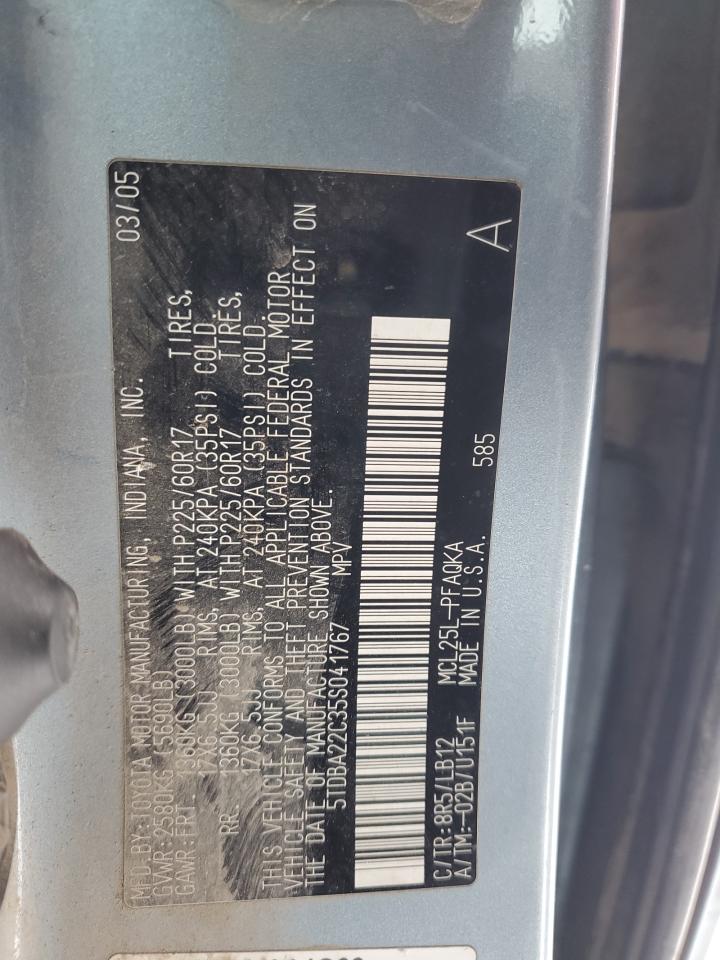 MFD.BY:TOYOTA MOTOR MANUFACTURING, INDIANA, INC. 03/05
GVWR:2580KG (5690LB)
GAWR:FRT 1360KG (3000LB) WITH P225/60R17 TIRES,
17X6.5JJ RIMS, AT 240KPA (35PSI) COLD.
RR. 1360KG (3000LB) WITH P225/60R17 TIRES,
17X6.5JJ RIMS, AT 240KPA (35PSI) COLD.
THIS VEHICLE CONFORMS TO ALL APPLICABLE FEDERAL MOTOR
VEHICLE SAFETY AND THEFT PREVENTION STANDARDS IN EFFECT ON
THE DATE OF MANUFACTURE SHOWN ABOVE.
5TDBA22C35S041767 MPV
C/TR:8R5/LB12 MCL25L-PFAQKA
A/TM:-02B/U151F MADE IN U.S.A. 585
A